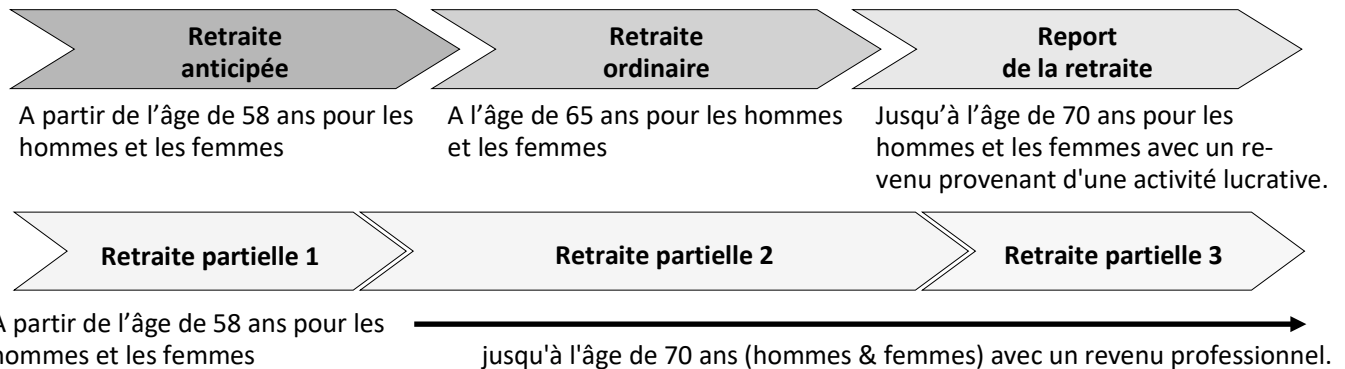 Retraite
anticipée
Retraite
ordinaire
Report
de la retraite
A partir de l’âge de 58 ans pour les
hommes et les femmes
A l’âge de 65 ans pour les hommes
et les femmes
Jusqu’à l’âge de 70 ans pour les
hommes et les femmes avec un re-
venu provenant d'une activité lucrative.
Retraite partielle 1
Retraite partielle 2
Retraite partielle 3
A partir de l’âge de 58 ans pour les
hommes et les femmes
jusqu'à l'âge de 70 ans (hommes & femmes) avec un revenu professionnel.